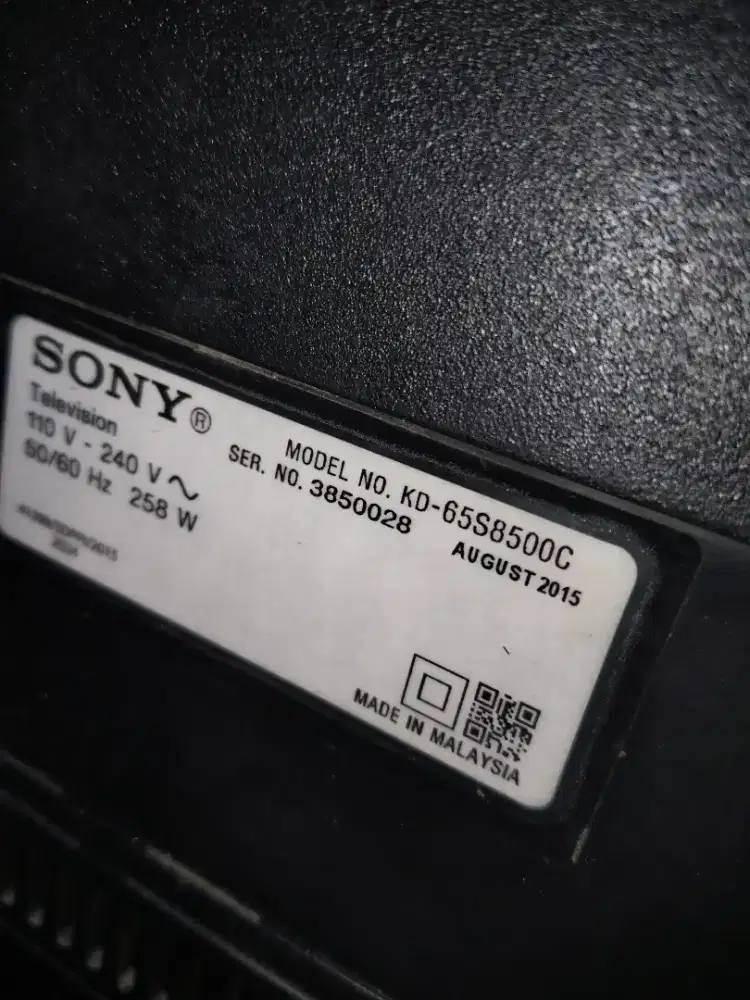 SONY®
Television
110 V - 240 V ~
50/60 Hz 258 W
MODEL NO. KD-65S8500C
SER. NO. 3850028
AUGUST 2015
MADE IN MALAYSIA